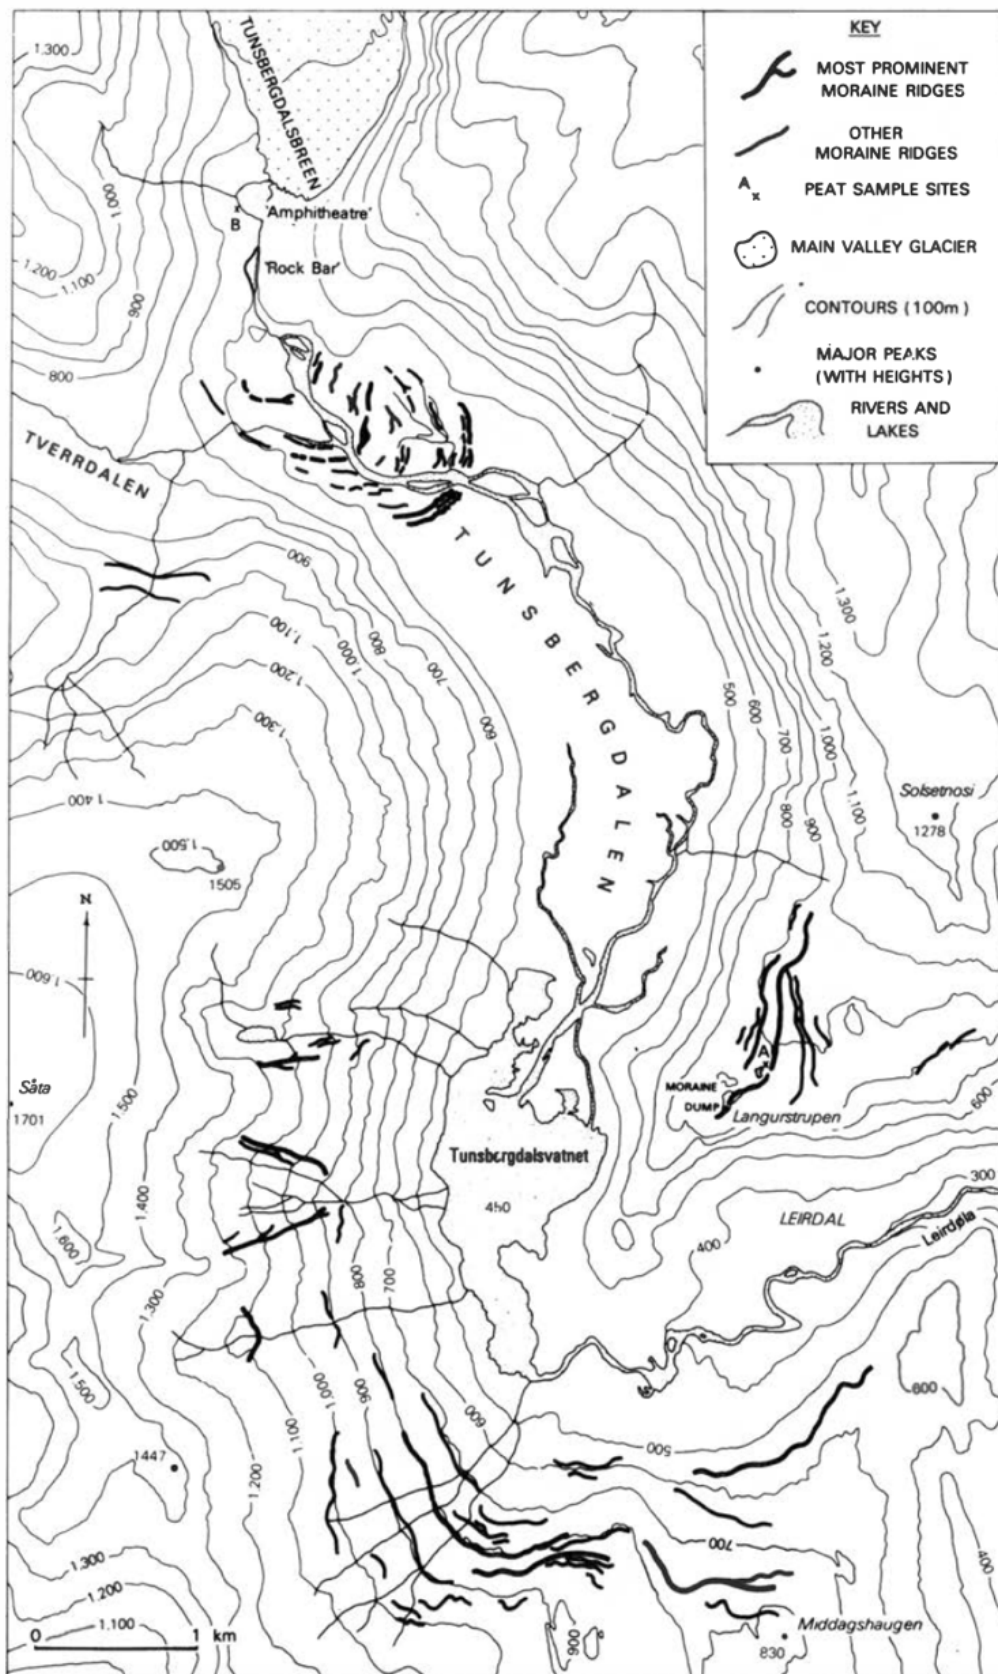 KEY
MOST PROMINENT
MORAINE RIDGES
OTHER
MORAINE RIDGES
A
x
PEAT SAMPLE SITES
MAIN VALLEY GLACIER
CONTOURS (100m)
MAJOR PEAKS
(WITH HEIGHTS)
RIVERS AND
LAKES
1.300
TUNSBERGDALSBREEN
1.000
'Amphitheatre'
x
B
'Rock Bar'
1.200
1.100
900
800
TVERRDALEN
TUNSBERGDALEN
900
1.100
1.000
800
1.200
700
1.300
600
1.400
1.500
1505
N
1.600
Såta
1701
1.500
1.400
1.600
1.300
1.500
1447
1.300
1.200
1.100
0 1 km
1.300
1.200
500
600
700
1.000
800
900
1.100
Solsetnosi
1278
A
MORAINE
DUMP
Langurstrupen
600
300
LEIRDAL
Leirdøla
400
Tunsbergdalsvatnet
450
800
700
900
1.000
600
1.100
1.200
500
600
700
400
900
Middagshaugen
830